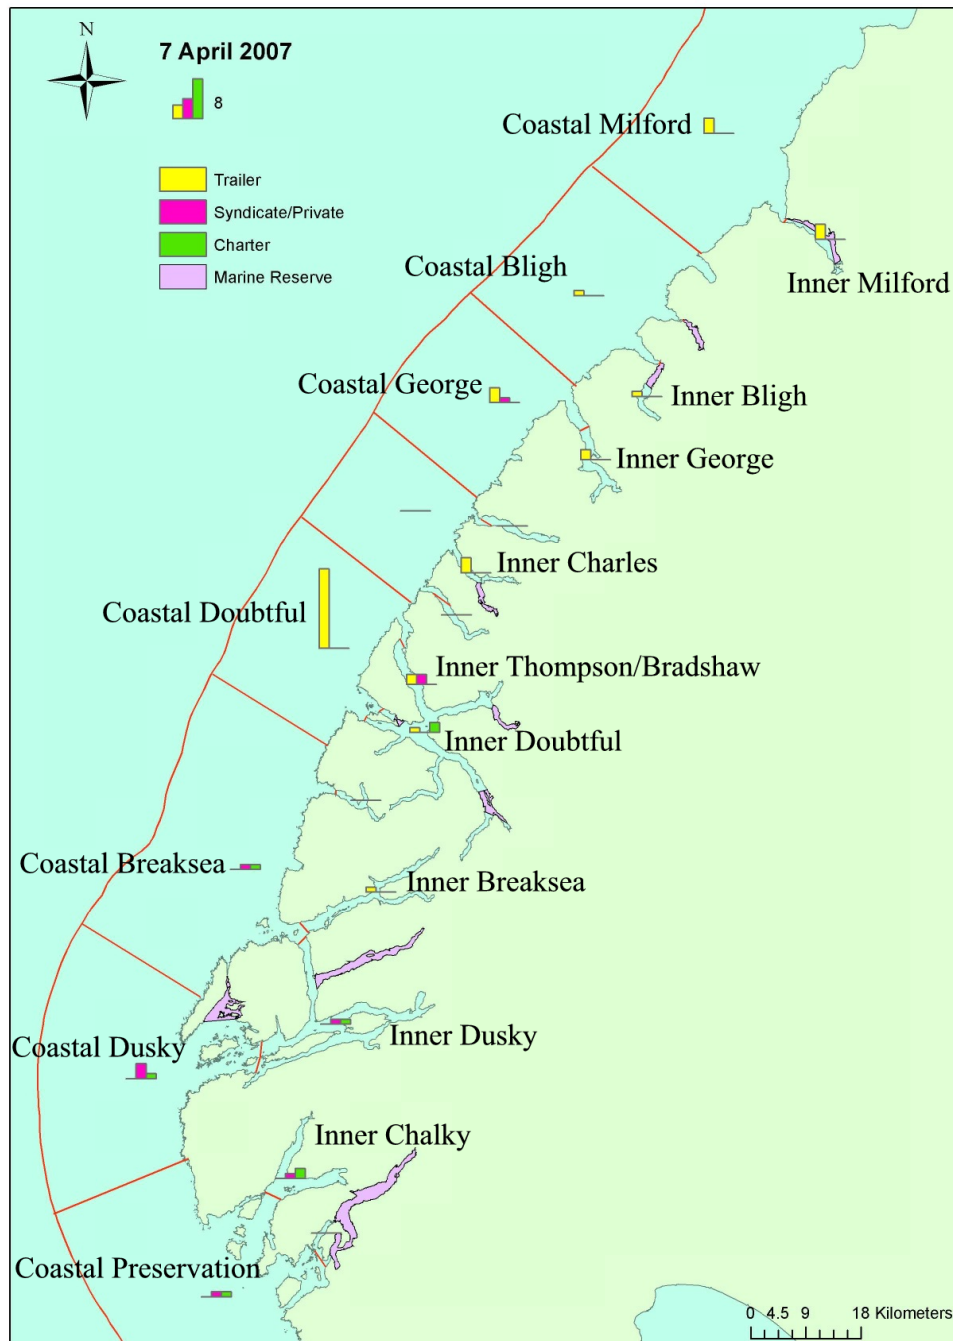 N
7 April 2007
8
Trailer
Syndicate/Private
Charter
Marine Reserve
Coastal Milford
Inner Milford
Coastal Bligh
Coastal George
Inner Bligh
Inner George
Inner Charles
Coastal Doubtful
Inner Thompson/Bradshaw
Inner Doubtful
Coastal Breaksea
Inner Breaksea
Inner Dusky
Coastal Dusky
Inner Chalky
Coastal Preservation
0 4.5 9 18 Kilometers